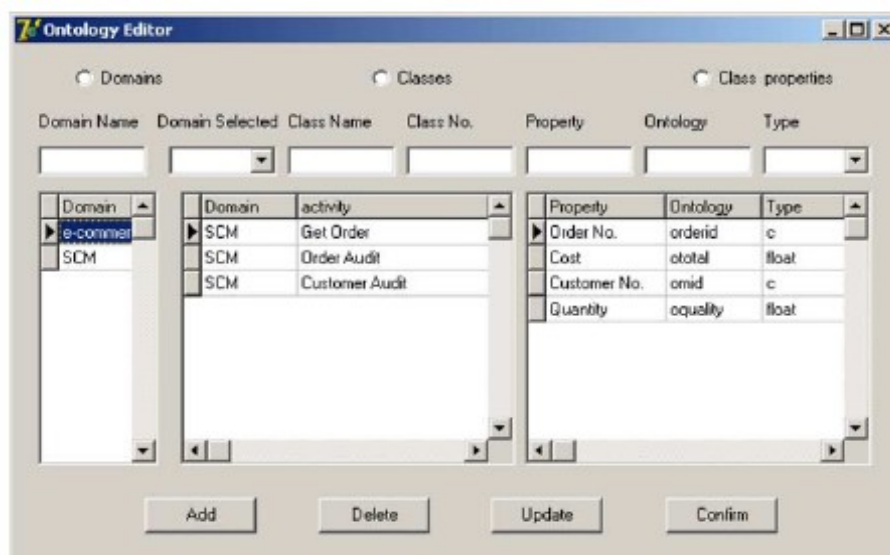 Ontology Editor
Domains Classes Class properties
Domain Name Domain Selected Class Name Class No. Property Ontology Type
Domain Domain activity Property Ontology Type
e-commer SCM Get Order Order No. orderid c
SCM SCM Order Audit Cost ototal float
SCM Customer Audit Customer No. omid c
Quantity oquality float
Add Delete Update Confirm